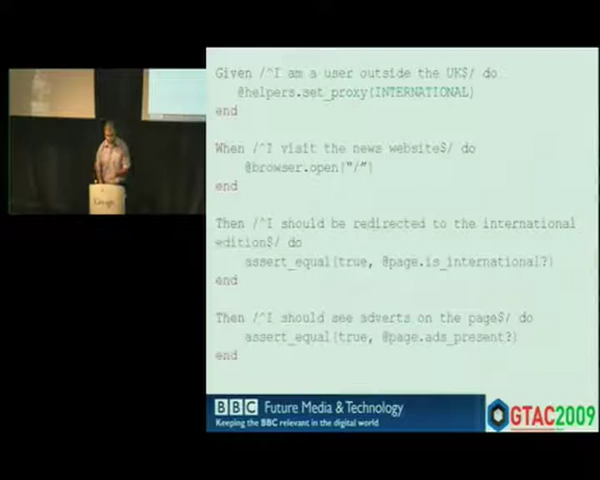 Given /^I am a user outside the UK$/ do
@helpers.set_proxy(INTERNATIONAL)
end
When /^I visit the news website$/ do
@browser.open("/")
end
Then /^I should be redirected to the international
edition$/ do
assert_equal(true, @page.is_international?)
end
Then /^I should see adverts on the page$/ do
assert_equal(true, @page.ads_present?)
end
BBC Future Media & Technology
Keeping the BBC relevant in the digital world
GTAC2009
Google